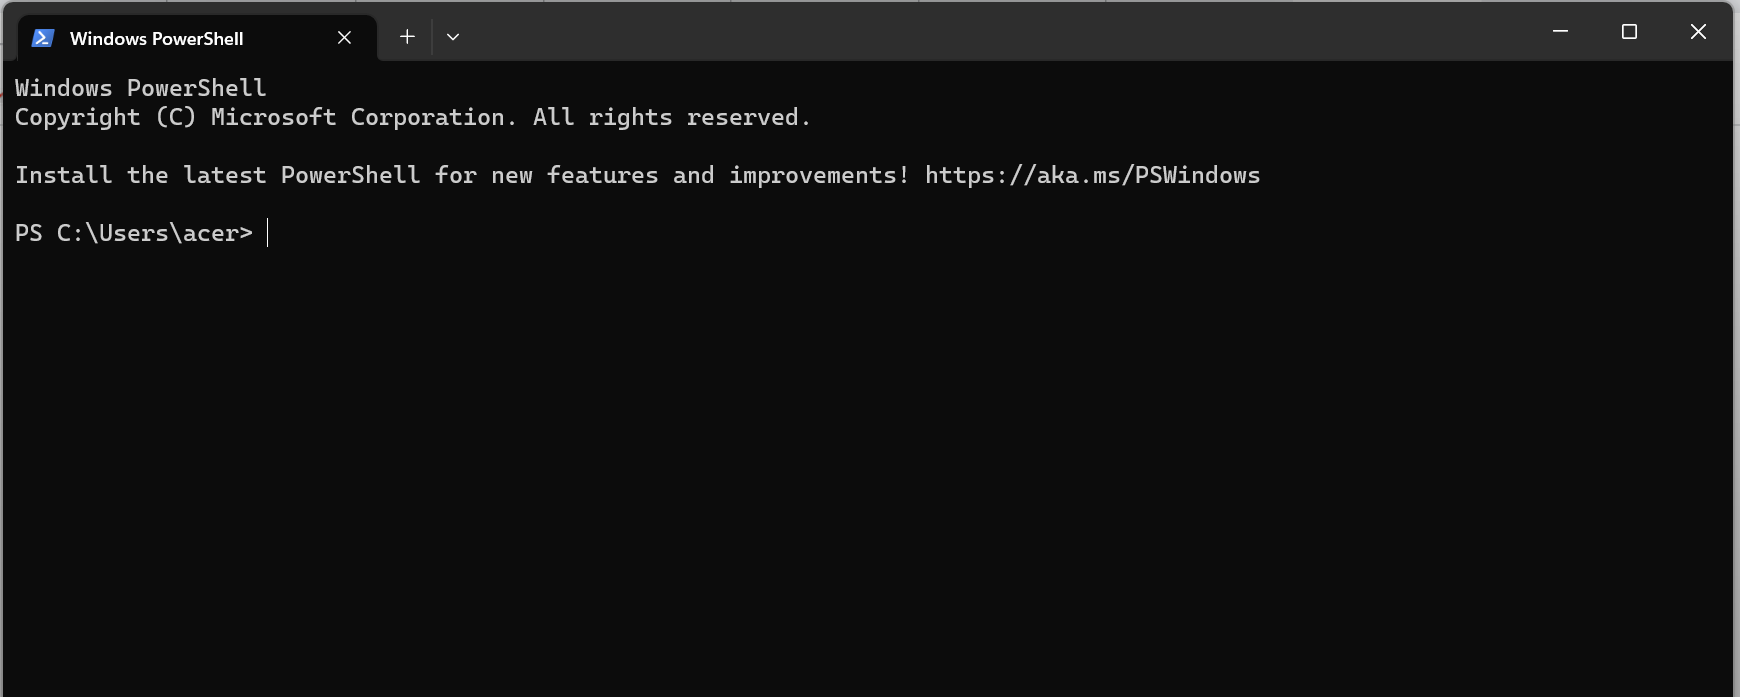 Windows PowerShell
Windows PowerShell
Copyright (C) Microsoft Corporation. All rights reserved.
Install the latest PowerShell for new features and improvements! https://aka.ms/PSWindows
PS C:\Users\acer>